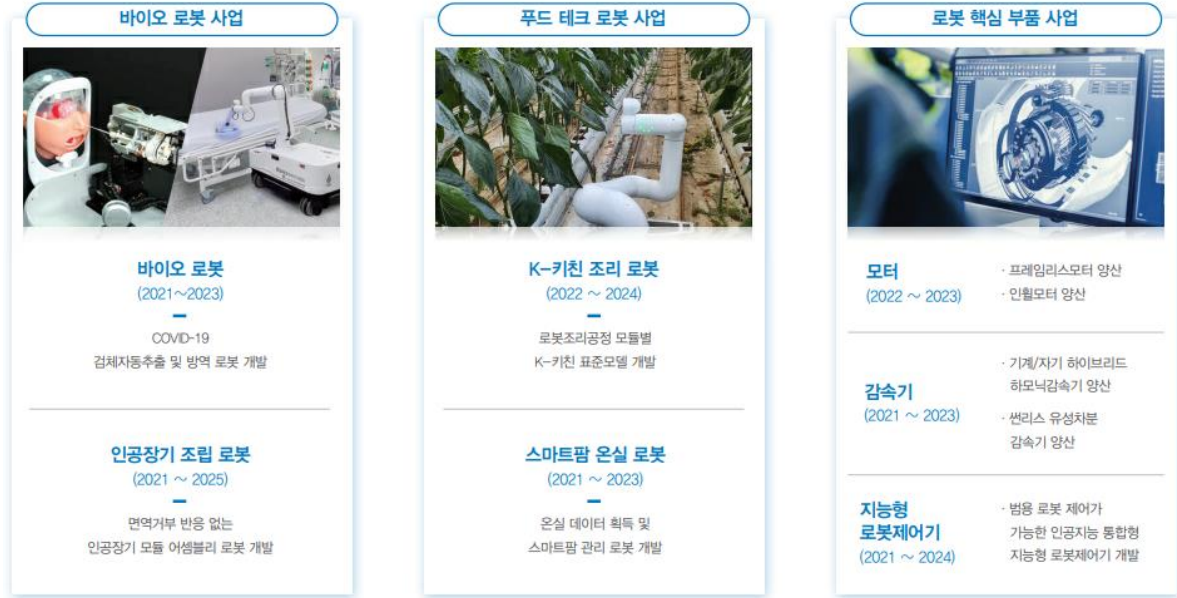 바이오 로봇 사업
바이오 로봇
(2021~2023)
COVID-19
검체자동추출 및 방역 로봇 개발
인공장기 조립 로봇
(2021 ~ 2025)
면역거부 반응 없는
인공장기 모듈 어셈블리 로봇 개발
푸드 테크 로봇 사업
K-키친 조리 로봇
(2022 ~ 2024)
로봇조리공정 모듈별
K-키친 표준모델 개발
스마트팜 온실 로봇
(2021 ~ 2023)
온실 데이터 획득 및
스마트팜 관리 로봇 개발
로봇 핵심 부품 사업
모터
(2022 ~ 2023)
· 프레임리스모터 양산
· 인휠모터 양산
감속기
(2021 ~ 2023)
· 기계/자기 하이브리드
하모닉감속기 양산
· 썬리스 유성차분
감속기 양산
지능형
로봇제어기
(2021 ~ 2024)
· 범용 로봇 제어가
가능한 인공지능 통합형
지능형 로봇제어기 개발